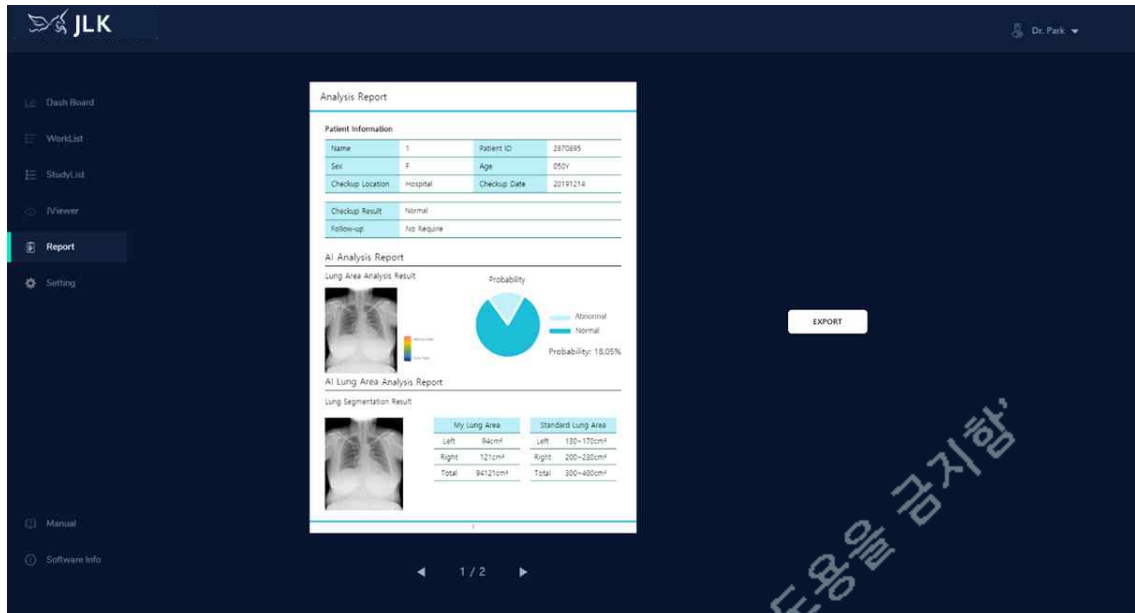 JLK
Dr. Park
Dash Board
WorkList
StudyList
JViewer
Report
Setting
Manual
Software Info
Analysis Report
Patient Information
Name 1 Patient ID 2870895
Sex F Age 050Y
Checkup Location Hospital Checkup Date 20191214
Checkup Result Normal
Follow-up No Require
AI Analysis Report
Lung Area Analysis Result
Probability
Abnormal
Normal
Probability: 18.05%
AI Lung Area Analysis Report
Lung Segmentation Result
My Lung Area Standard Lung Area
Left 94cm² Left 130~170cm²
Right 121cm² Right 200~230cm²
Total 94121cm² Total 300~400cm²
1 / 2
EXPORT
도용을 금지함'